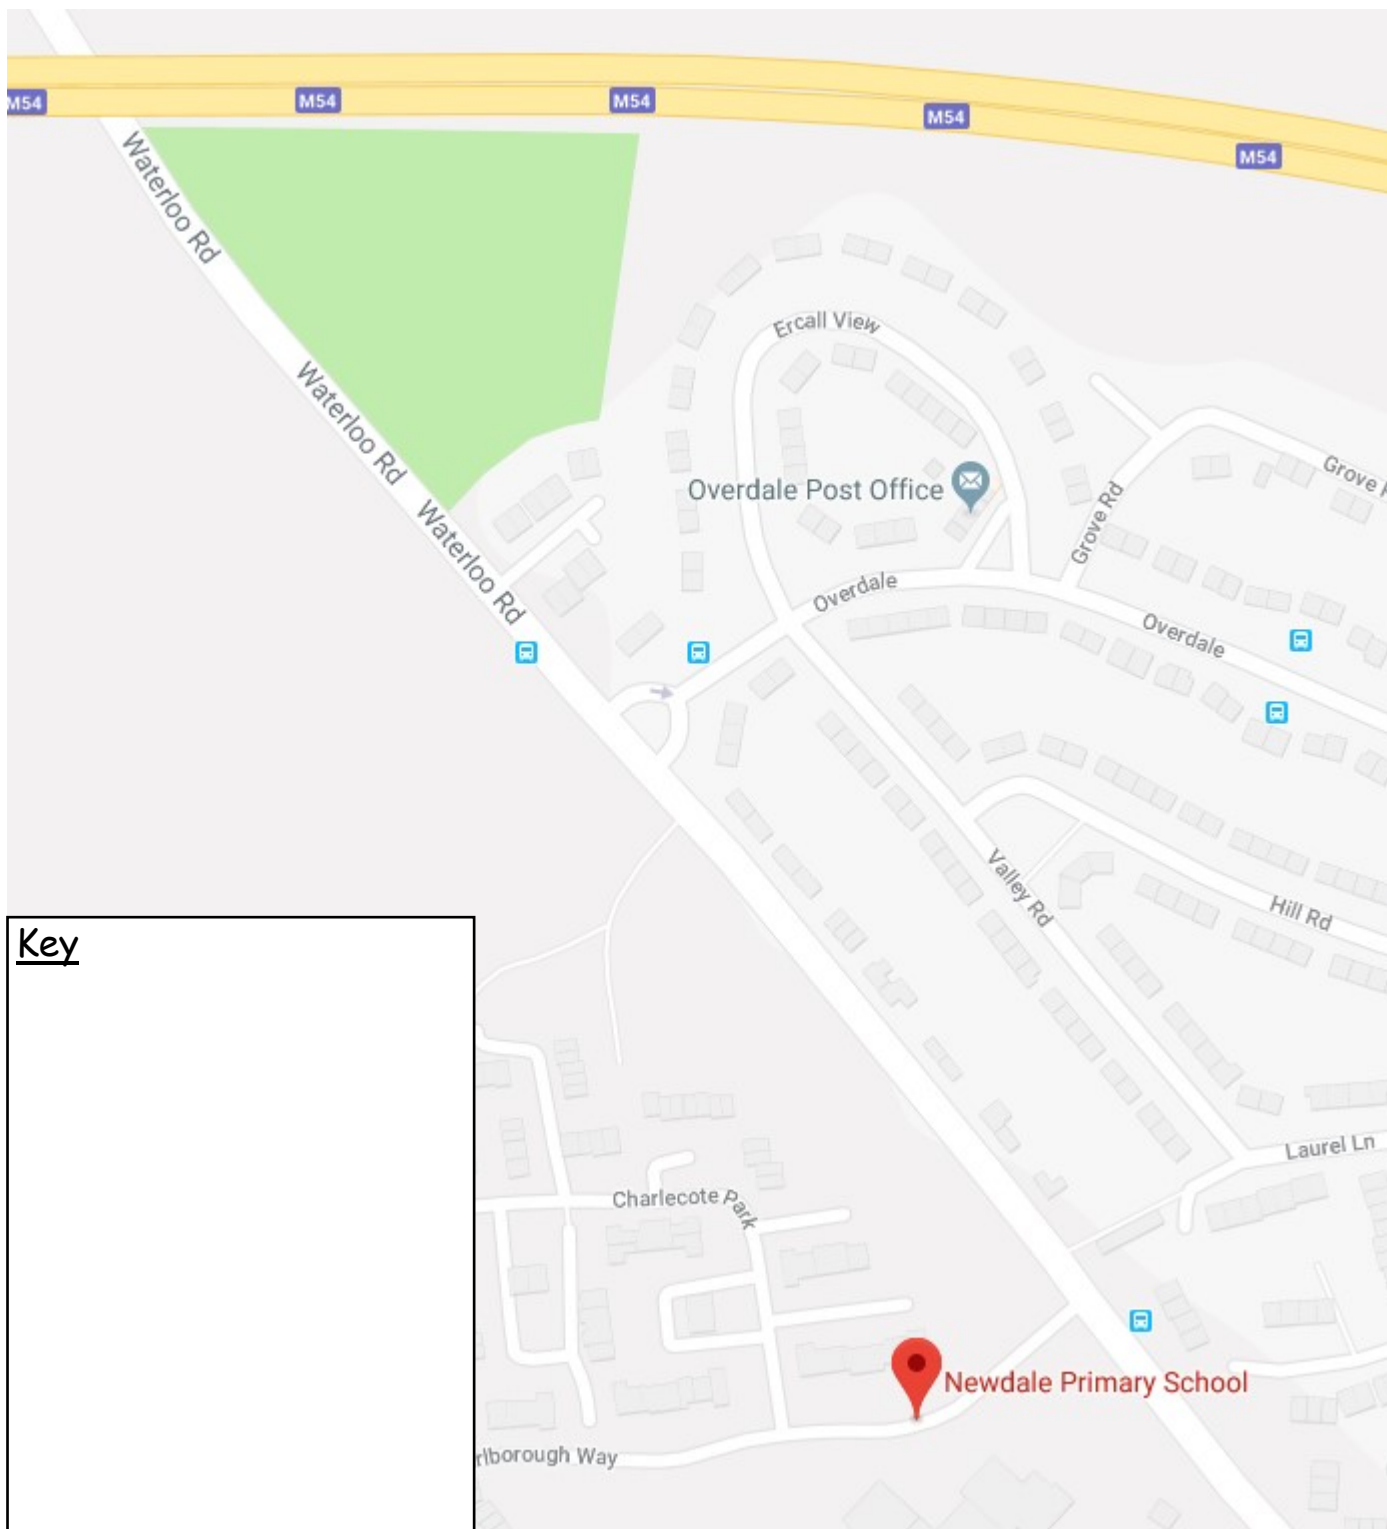 M54
M54
M54
M54
M54
Waterloo Rd
Ercall View
Waterloo Rd
Grove
Overdale Post Office
Grove Rd
Waterloo Rd
Overdale
Overdale
Valley Rd
Hill Rd
Key
Laurel Ln
Charlecote Park
Newdale Primary School
rlborough Way